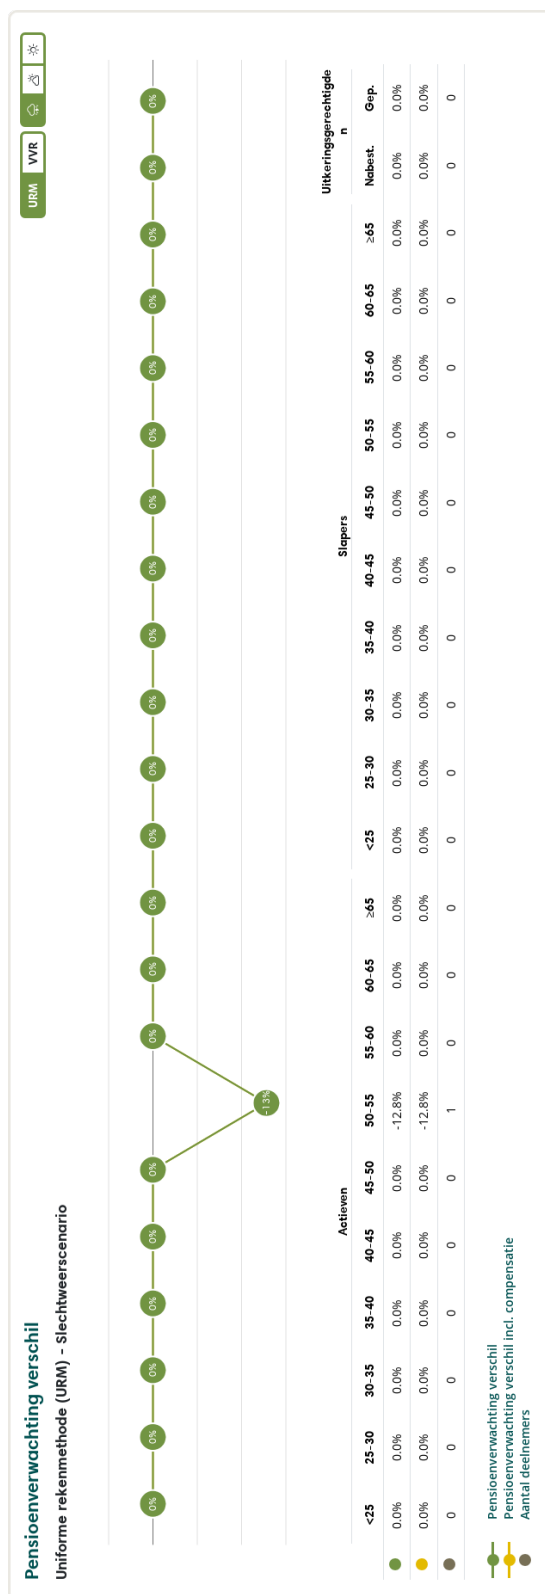 Pensioenverwachting verschil
Uniforme rekenmethode (URM) - Slechtweerscenario
URM VVR
0% 0% 0% 0% 0% -13% 0% 0% 0% 0% 0% 0% 0% 0% 0% 0% 0% 0% 0% 0% 0% 0%
Actieven Slapers Uitkeringsgerechtigde
n
<25 25-30 30-35 35-40 40-45 45-50 50-55 55-60 60-65 ≥65 <25 25-30 30-35 35-40 40-45 45-50 50-55 55-60 60-65 ≥65 Nabest. Gep.
0.0% 0.0% 0.0% 0.0% 0.0% 0.0% -12.8% 0.0% 0.0% 0.0% 0.0% 0.0% 0.0% 0.0% 0.0% 0.0% 0.0% 0.0% 0.0% 0.0% 0.0% 0.0%
0.0% 0.0% 0.0% 0.0% 0.0% 0.0% -12.8% 0.0% 0.0% 0.0% 0.0% 0.0% 0.0% 0.0% 0.0% 0.0% 0.0% 0.0% 0.0% 0.0% 0.0% 0.0%
0 0 0 0 0 0 1 0 0 0 0 0 0 0 0 0 0 0 0 0 0 0
Pensioenverwachting verschil
Pensioenverwachting verschil incl. compensatie
Aantal deelnemers